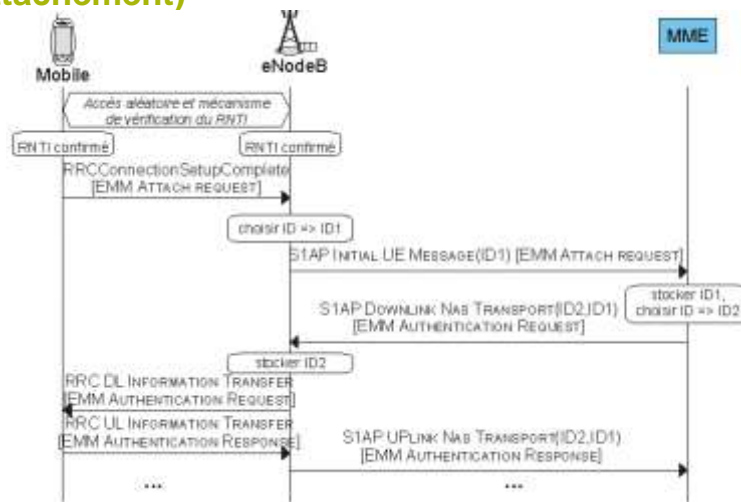 ttachement)
Mobile
eNodeB
MME
Accès aléatoire et mécanisme
de vérification du RNTI
RNTI confirmé
RNTI confirmé
RRCConnectionSetupComplete
[EMM ATTACH REQUEST]
choisir ID => ID1
S1AP INITIAL UE MESSAGE(ID1) [EMM ATTACH REQUEST]
stocker ID1,
choisir ID => ID2
S1AP DOWNLINK NAS TRANSPORT(ID2,ID1)
[EMM AUTHENTICATION REQUEST]
stocker ID2
RRC DL INFORMATION TRANSFER
[EMM AUTHENTICATION REQUEST]
RRC UL INFORMATION TRANSFER
[EMM AUTHENTICATION RESPONSE]
S1AP UPLINK NAS TRANSPORT(ID2,ID1)
[EMM AUTHENTICATION RESPONSE]
...
...